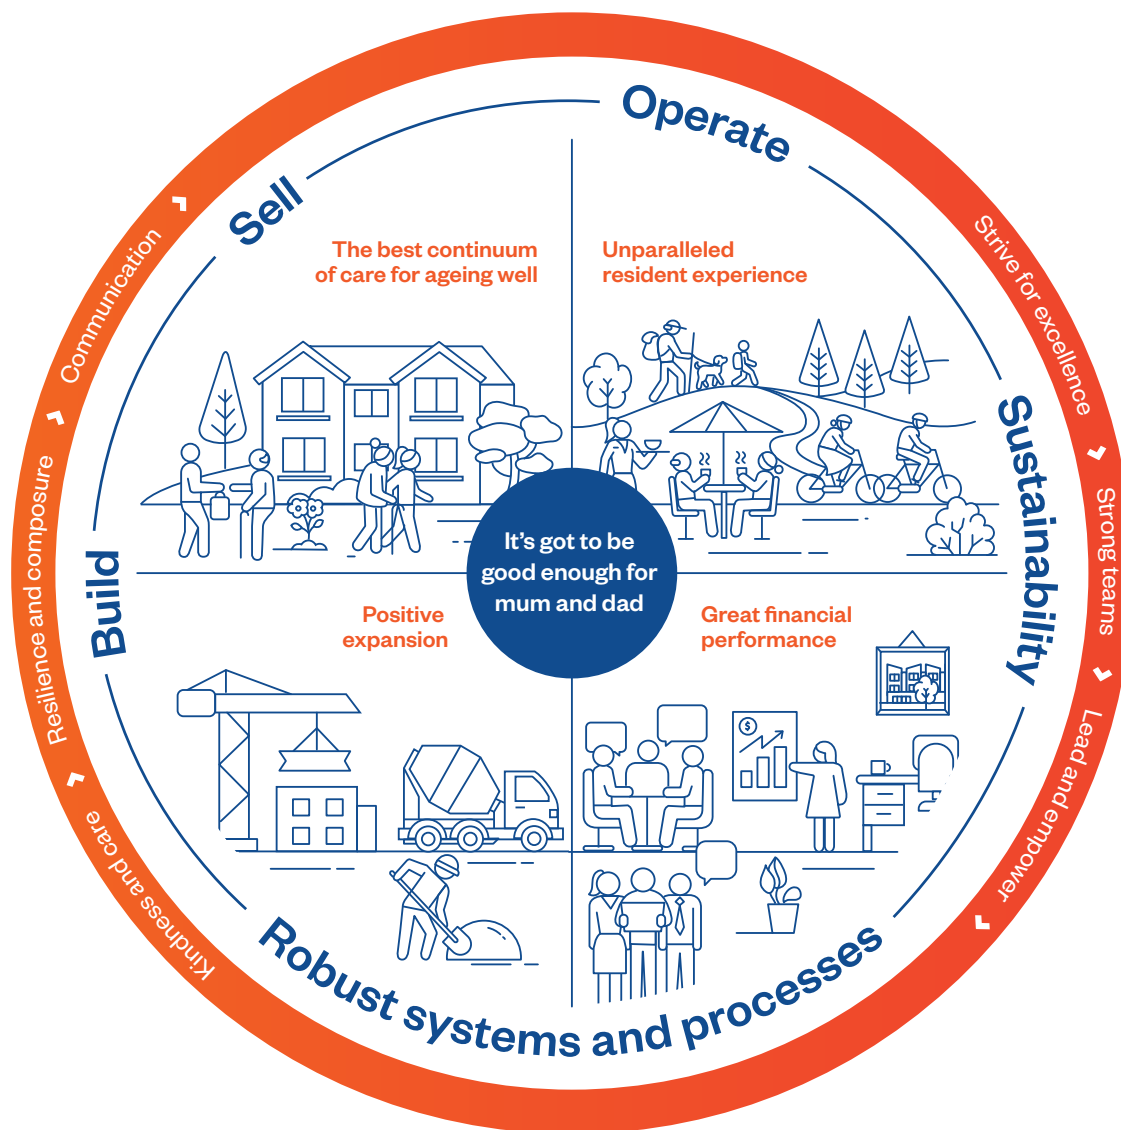 Operate
Sell
Sustainability
Build
Robust systems and processes
Communication
Resilience and composure
Kindness and care
Strive for excellence
Strong teams
Lead and empower
The best continuum
of care for ageing well
Unparalleled
resident experience
It’s got to be
good enough for
mum and dad
Positive
expansion
Great financial
performance
$